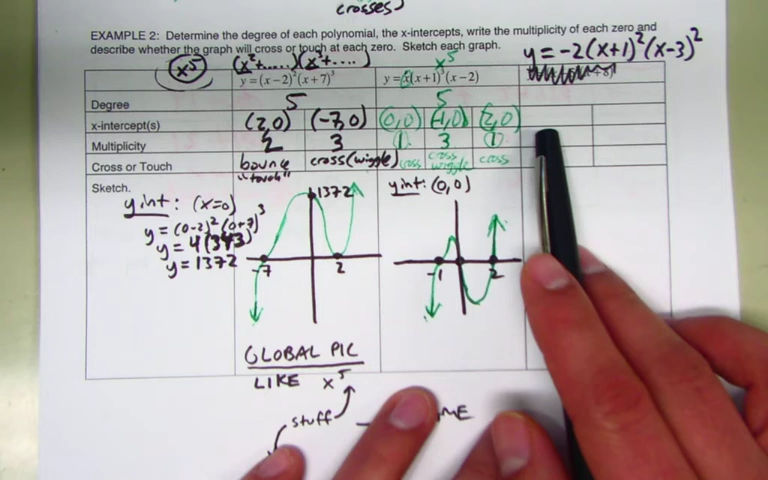 crosses)
EXAMPLE 2: Determine the degree of each polynomial, the x-intercepts, write the multiplicity of each zero and
describe whether the graph will cross or touch at each zero. Sketch each graph.
y = -2(x+1)²(x-3)²
x⁵ (x²+.....)(x³+....) x⁵
y = (x-2)²(x+7)³ y = x(x+1)³(x-2)
Degree 5 5
x-intercept(s) (2,0) (-7,0) (0,0) (-1,0) (2,0)
Multiplicity 2 3 1 3 1
Cross or Touch bounce "touch" cross (wiggle) cross cross wiggle cross
Sketch.
y int: (x=0)
y = (0-2)²(0+7)³
y = 4(343)
y = 1372
1372
-7 2
y int: (0,0)
-1 2
GLOBAL PIC
LIKE x⁵
stuff